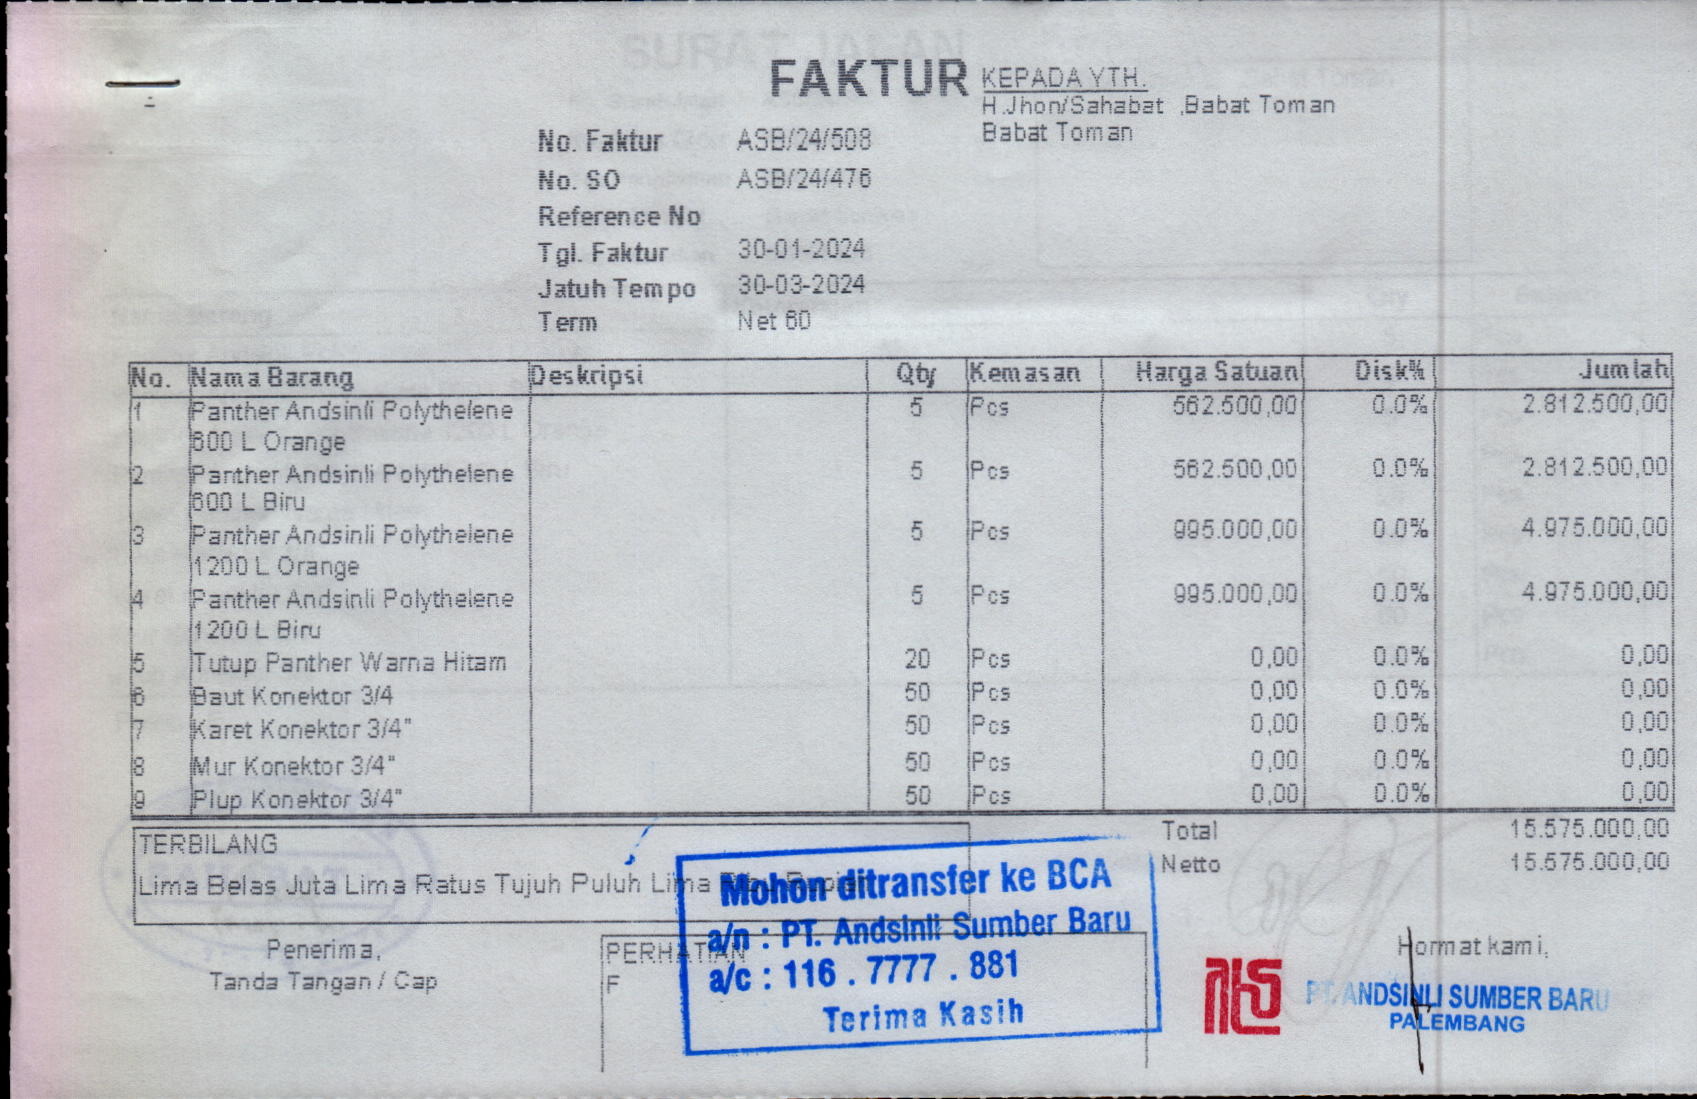 FAKTUR
KEPADA YTH.
H.Jhon/Sahabat ,Babat Toman
Babat Toman
No. Faktur ASB/24/508
No. SO ASB/24/476
Reference No
Tgl. Faktur 30-01-2024
Jatuh Tempo 30-03-2024
Term Net 60
No. Nama Barang Deskripsi Qty Kemasan Harga Satuan Disk% Jumlah
1 Panther Andsinli Polythelene 5 Pcs 562.500,00 0.0% 2.812.500,00
600 L Orange
2 Panther Andsinli Polythelene 5 Pcs 562.500,00 0.0% 2.812.500,00
600 L Biru
3 Panther Andsinli Polythelene 5 Pcs 995.000,00 0.0% 4.975.000,00
1200 L Orange
4 Panther Andsinli Polythelene 5 Pcs 995.000,00 0.0% 4.975.000,00
1200 L Biru
5 Tutup Panther Warna Hitam 20 Pcs 0,00 0.0% 0,00
6 Baut Konektor 3/4 50 Pcs 0,00 0.0% 0,00
7 Karet Konektor 3/4" 50 Pcs 0,00 0.0% 0,00
8 Mur Konektor 3/4" 50 Pcs 0,00 0.0% 0,00
9 Plup Konektor 3/4" 50 Pcs 0,00 0.0% 0,00
Total 15.575.000,00
Netto 15.575.000,00
TERBILANG
Lima Belas Juta Lima Ratus Tujuh Puluh Lima Ribu Rupiah
Mohon ditransfer ke BCA
a/n : PT. Andsinli Sumber Baru
a/c : 116 . 7777 . 881
Terima Kasih
Penerima,
Tanda Tangan / Cap
PERHATIAN
F
Hormat kami,
PT. ANDSINLI SUMBER BARU
PALEMBANG